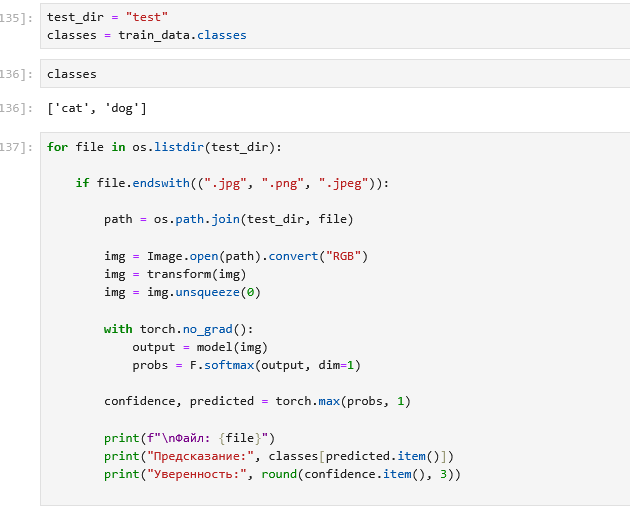 135]: test_dir = "test"
classes = train_data.classes
136]: classes
136]: ['cat', 'dog']
137]: for file in os.listdir(test_dir):
if file.endswith((".jpg", ".png", ".jpeg")):
path = os.path.join(test_dir, file)
img = Image.open(path).convert("RGB")
img = transform(img)
img = img.unsqueeze(0)
with torch.no_grad():
output = model(img)
probs = F.softmax(output, dim=1)
confidence, predicted = torch.max(probs, 1)
print(f"\nФайл: {file}")
print("Предсказание:", classes[predicted.item()])
print("Уверенность:", round(confidence.item(), 3))